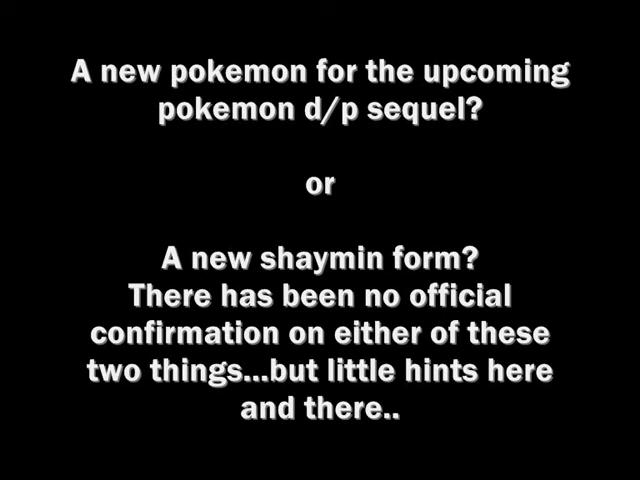 A new pokemon for the upcoming
pokemon d/p sequel?
or
A new shaymin form?
There has been no official
confirmation on either of these
two things...but little hints here
and there..